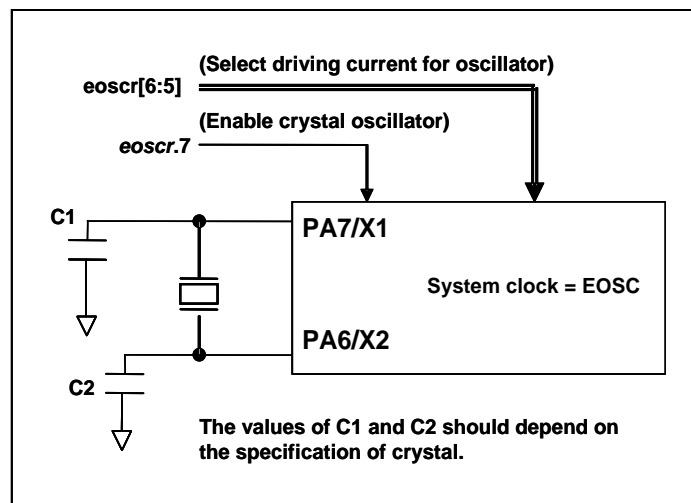 (Select driving current for oscillator)
eoscr[6:5]
(Enable crystal oscillator)
eoscr.7
C1
PA7/X1
System clock = EOSC
PA6/X2
C2
The values of C1 and C2 should depend on
the specification of crystal.